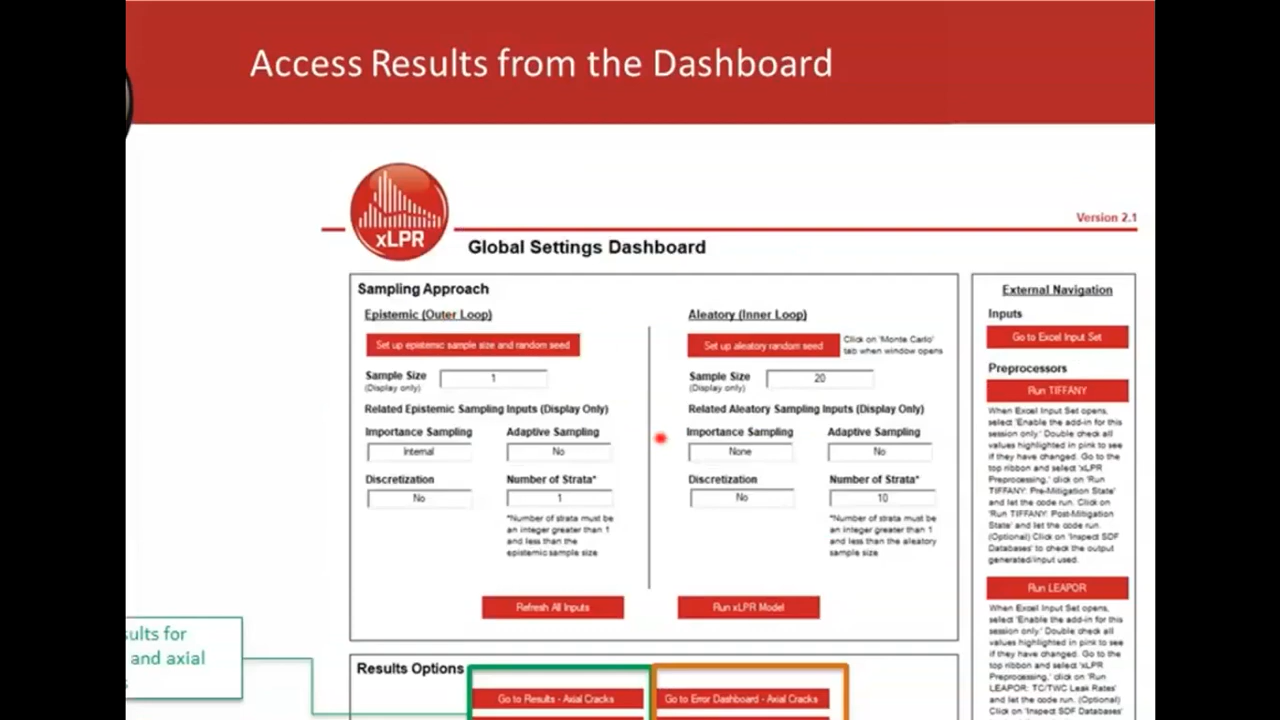 Access Results from the Dashboard
xLPR
Version 2.1
Global Settings Dashboard
Sampling Approach
Epistemic (Outer Loop)
Set up epistemic sample size and random seed
Sample Size
(Display only)
1
Related Epistemic Sampling Inputs (Display Only)
Importance Sampling
Adaptive Sampling
Internal
No
Discretization
Number of Strata*
No
1
*Number of strata must be
an integer greater than 1
and less than the
epistemic sample size
Aleatory (Inner Loop)
Set up aleatory random seed
Click on 'Monte Carlo'
tab when window opens
Sample Size
(Display only)
20
Related Aleatory Sampling Inputs (Display Only)
Importance Sampling
Adaptive Sampling
None
No
Discretization
Number of Strata*
No
10
*Number of strata must be
an integer greater than 1
and less than the aleatory
sample size
Refresh All Inputs
Run xLPR Model
External Navigation
Inputs
Go to Excel Input Set
Preprocessors
Run TIFFANY
When Excel Input Set opens,
select 'Enable the add-in for this
session only.' Double check all
values highlighted in pink to see
if they have changed. Go to the
top ribbon and select 'xLPR
Preprocessing,' click on 'Run
TIFFANY: Pre-Mitigation State'
and let the code run. Click on
'Run TIFFANY: Post-Mitigation
State' and let the code run.
(Optional) Click on 'Inspect SDF
Databases' to check the output
generated/input used.
Run LEAPOR
When Excel Input Set opens,
select 'Enable the add-in for this
session only.' Double check all
values highlighted in pink to see
if they have changed. Go to the
top ribbon and select 'xLPR
Preprocessing,' click on 'Run
LEAPOR: TC/TWC Leak Rates'
and let the code run. (Optional)
Click on 'Inspect SDF Databases'
sults for
and axial
Results Options
Go to Results - Axial Cracks
Go to Error Dashboard - Axial Cracks